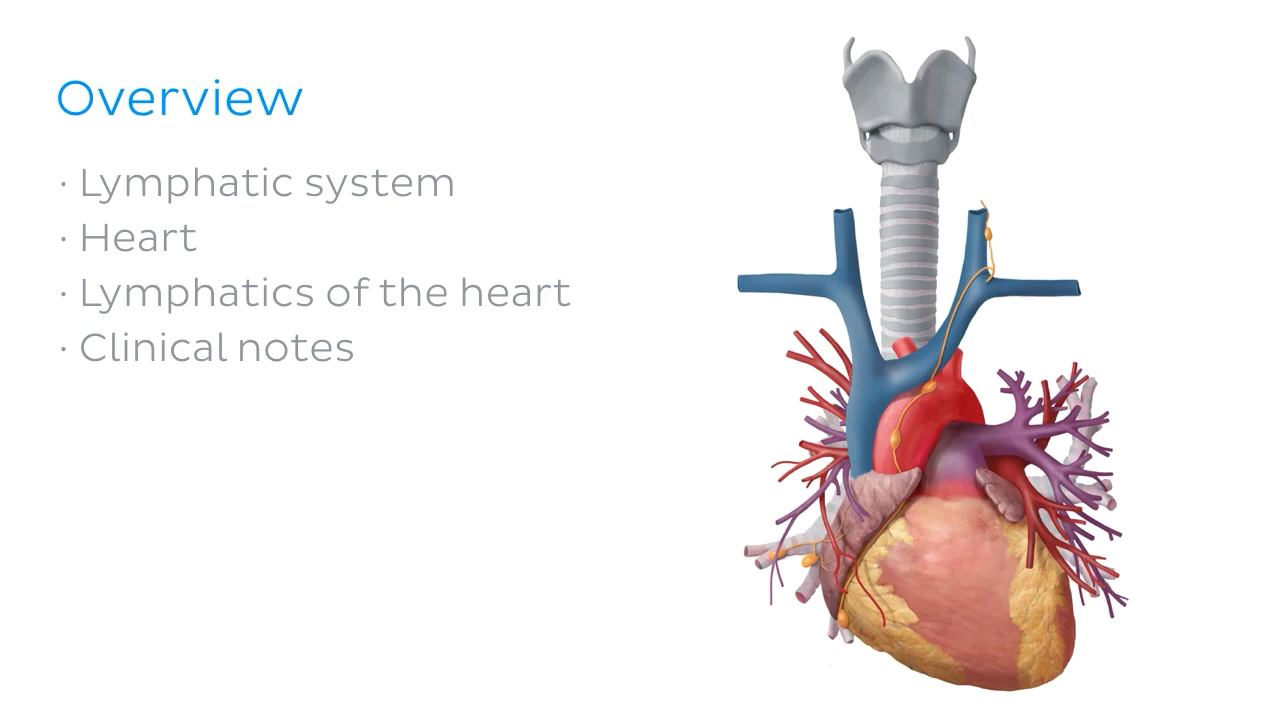 Overview
· Lymphatic system
· Heart
· Lymphatics of the heart
· Clinical notes